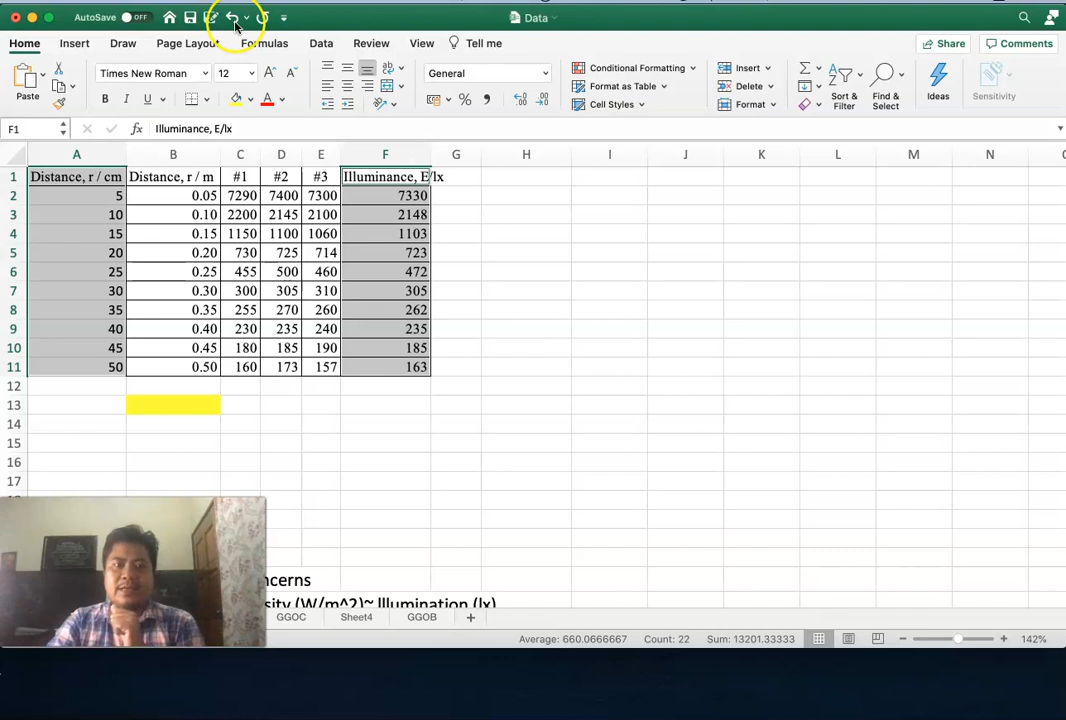 AutoSave OFF Data
Home Insert Draw Page Layout Formulas Data Review View Tell me Share Comments
Paste Times New Roman 12 General Conditional Formatting Insert
B I U A Format as Table Delete Sort & Filter Find & Select Ideas Sensitivity
Cell Styles Format
F1 fx Illuminance, E/lx
A B C D E F G H I J K L M N
1 Distance, r / cm Distance, r / m #1 #2 #3 Illuminance, E/lx
2 5 0.05 7290 7400 7300 7330
3 10 0.10 2200 2145 2100 2148
4 15 0.15 1150 1100 1060 1103
5 20 0.20 730 725 714 723
6 25 0.25 455 500 460 472
7 30 0.30 300 305 310 305
8 35 0.35 255 270 260 262
9 40 0.40 230 235 240 235
10 45 0.45 180 185 190 185
11 50 0.50 160 173 157 163
12
13
14
15
16
17
ncerns
sity (W/m^2)~ Illumination (lx)
GGOC Sheet4 GGOB +
Average: 660.0666667 Count: 22 Sum: 13201.33333 142%